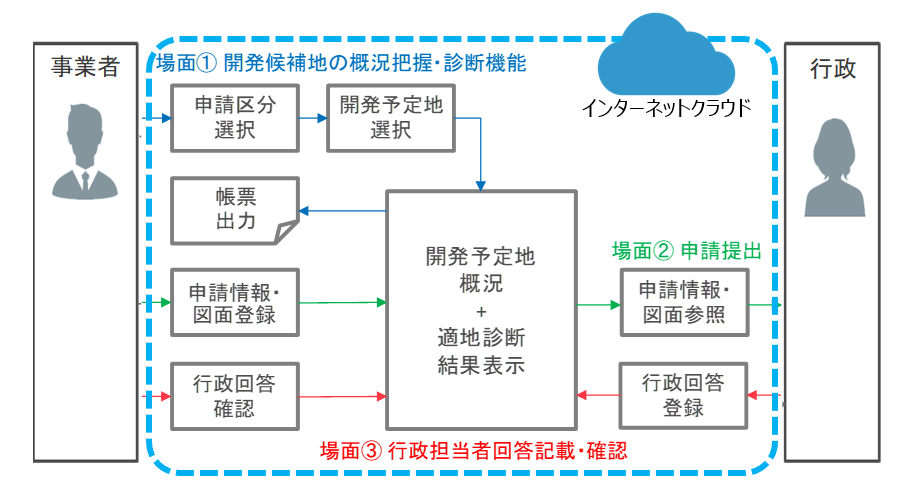 事業者
場面① 開発候補地の概況把握・診断機能
インターネットクラウド
行政
申請区分
選択
開発予定地
選択
帳票
出力
開発予定地
概況
+
適地診断
結果表示
場面② 申請提出
申請情報・
図面登録
申請情報・
図面参照
行政回答
確認
行政回答
登録
場面③ 行政担当者回答記載・確認